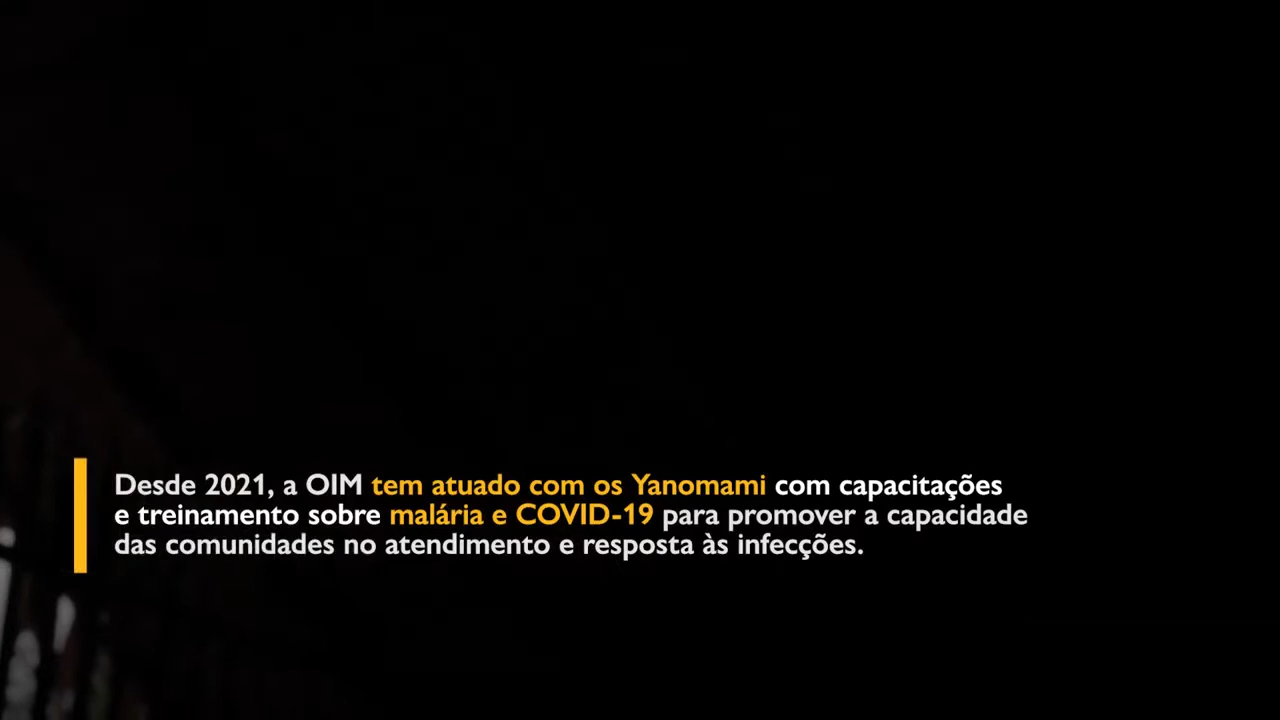 Desde 2021, a OIM tem atuado com os Yanomami com capacitações
e treinamento sobre malária e COVID-19 para promover a capacidade
das comunidades no atendimento e resposta às infecções.